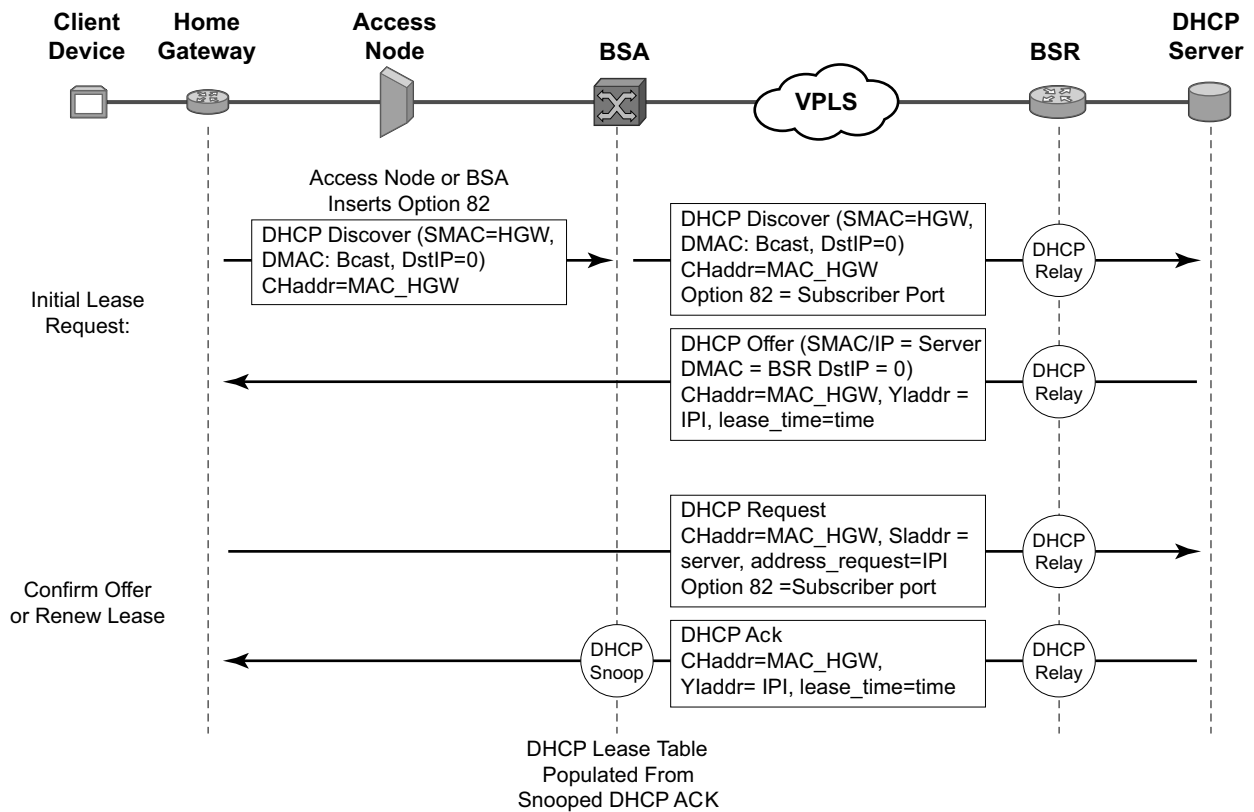 Client
Device
Home
Gateway
Access
Node
BSA
VPLS
BSR
DHCP
Server
Access Node or BSA
Inserts Option 82
Initial Lease
Request:
DHCP Discover (SMAC=HGW,
DMAC: Bcast, DstIP=0)
CHaddr=MAC_HGW
DHCP Discover (SMAC=HGW,
DMAC: Bcast, DstIP=0)
CHaddr=MAC_HGW
Option 82 = Subscriber Port
DHCP
Relay
DHCP Offer (SMAC/IP = Server
DMAC = BSR DstIP = 0)
CHaddr=MAC_HGW, YIaddr =
IPI, lease_time=time
DHCP
Relay
Confirm Offer
or Renew Lease
DHCP Request
CHaddr=MAC_HGW, SIaddr =
server, address_request=IPI
Option 82 =Subscriber port
DHCP
Relay
DHCP
Snoop
DHCP Ack
CHaddr=MAC_HGW,
YIaddr= IPI, lease_time=time
DHCP
Relay
DHCP Lease Table
Populated From
Snooped DHCP ACK